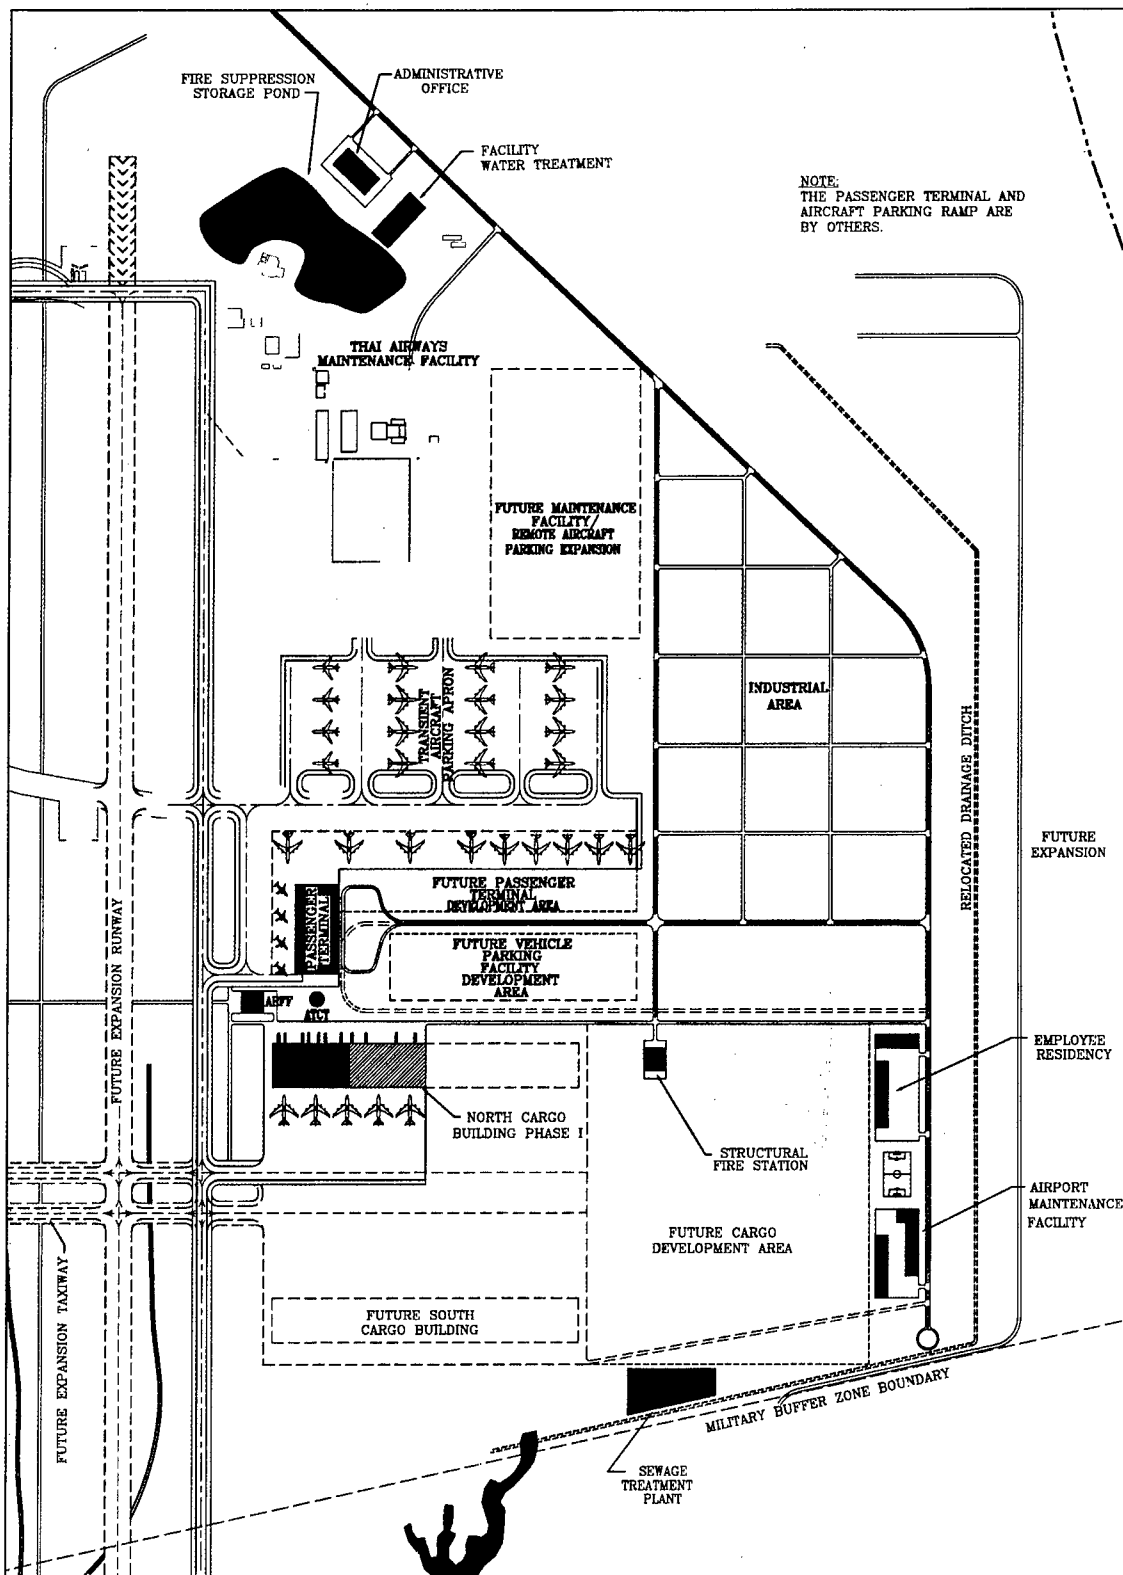 FIRE SUPPRESSION
STORAGE POND
ADMINISTRATIVE
OFFICE
FACILITY
WATER TREATMENT
NOTE:
THE PASSENGER TERMINAL AND
AIRCRAFT PARKING RAMP ARE
BY OTHERS.
THAI AIRWAYS
MAINTENANCE FACILITY
FUTURE MAINTENANCE
FACILITY/
REMOTE AIRCRAFT
PARKING EXPANSION
INDUSTRIAL
AREA
TRANSIENT
AIRCRAFT
PARKING APRON
RELOCATED DRAINAGE DITCH
FUTURE
EXPANSION
FUTURE PASSENGER
TERMINAL
DEVELOPMENT AREA
PASSENGER
TERMINAL
FUTURE VEHICLE
PARKING
FACILITY
DEVELOPMENT
AREA
FUTURE EXPANSION RUNWAY
ARFF
ATCT
EMPLOYEE
RESIDENCY
NORTH CARGO
BUILDING PHASE I
STRUCTURAL
FIRE STATION
AIRPORT
MAINTENANCE
FACILITY
FUTURE CARGO
DEVELOPMENT AREA
FUTURE SOUTH
CARGO BUILDING
FUTURE EXPANSION TAXIWAY
MILITARY BUFFER ZONE BOUNDARY
SEWAGE
TREATMENT
PLANT